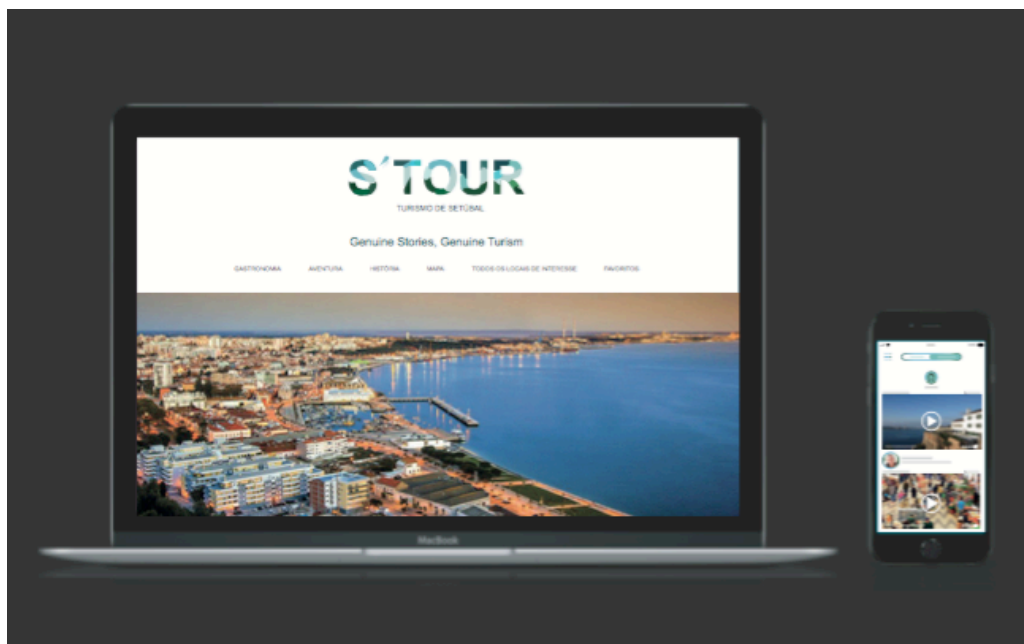 S´TOUR
TURISMO DE SETÚBAL
Genuine Stories, Genuine Turism
GASTRONOMIA AVENTURA HISTÓRIA MAPA TODOS OS LOCAIS DE INTERESSE FAVORITOS
MacBook